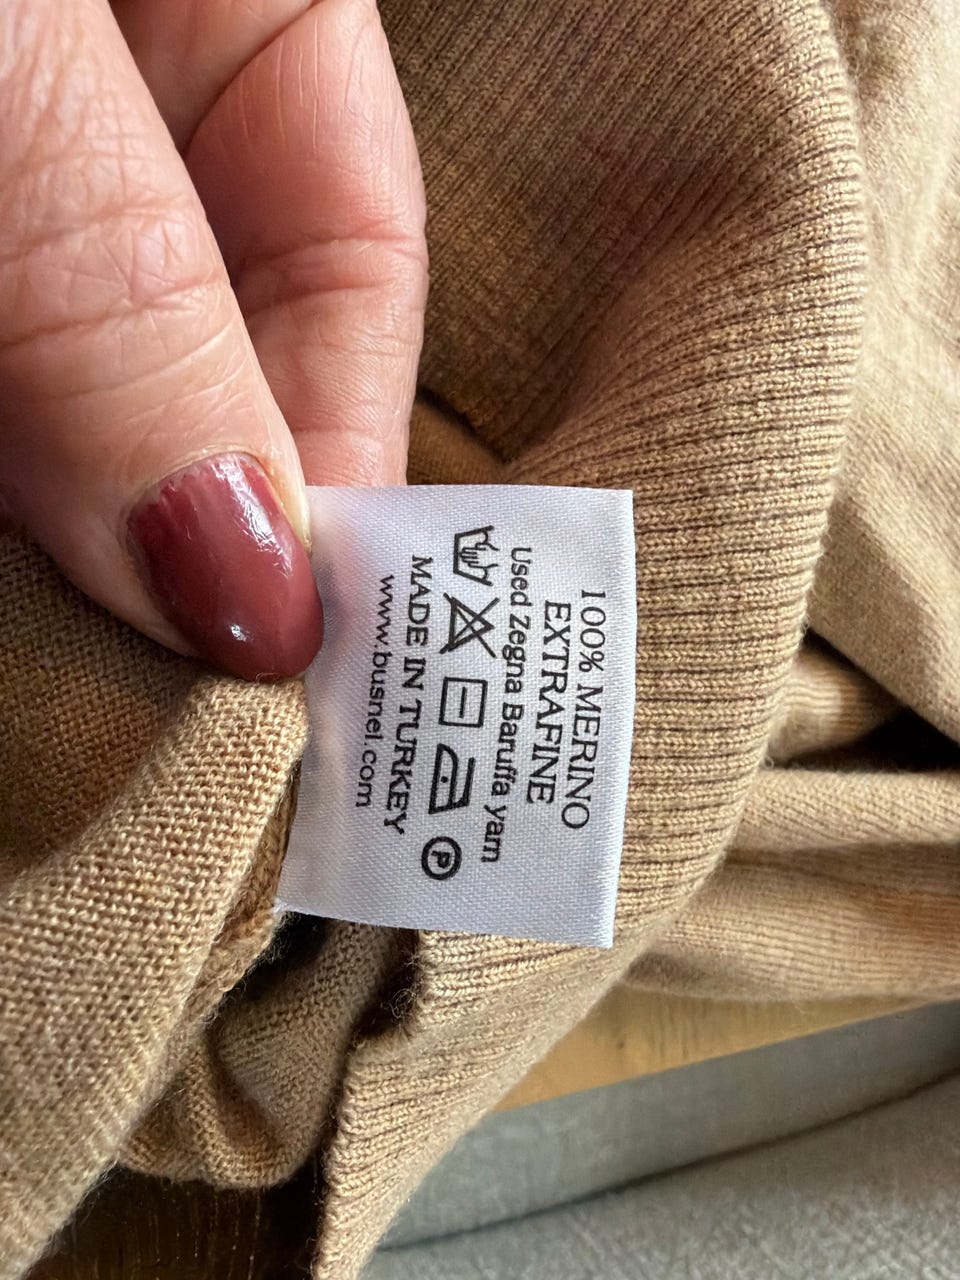 100% MERINO
EXTRAFINE
Used Zegna Baruffa yarn
P
MADE IN TURKEY
www.busnel.com